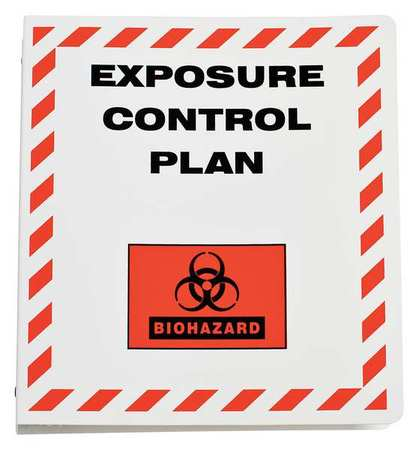 EXPOSURE
CONTROL
PLAN
BIOHAZARD